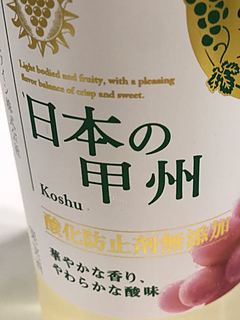 Light bodied and fruity, with a pleasing
flavor balance of crisp and sweet.
日本の
甲州
Koshu
酸化防止剤無添加
華やかな香り、
やわらかな酸味